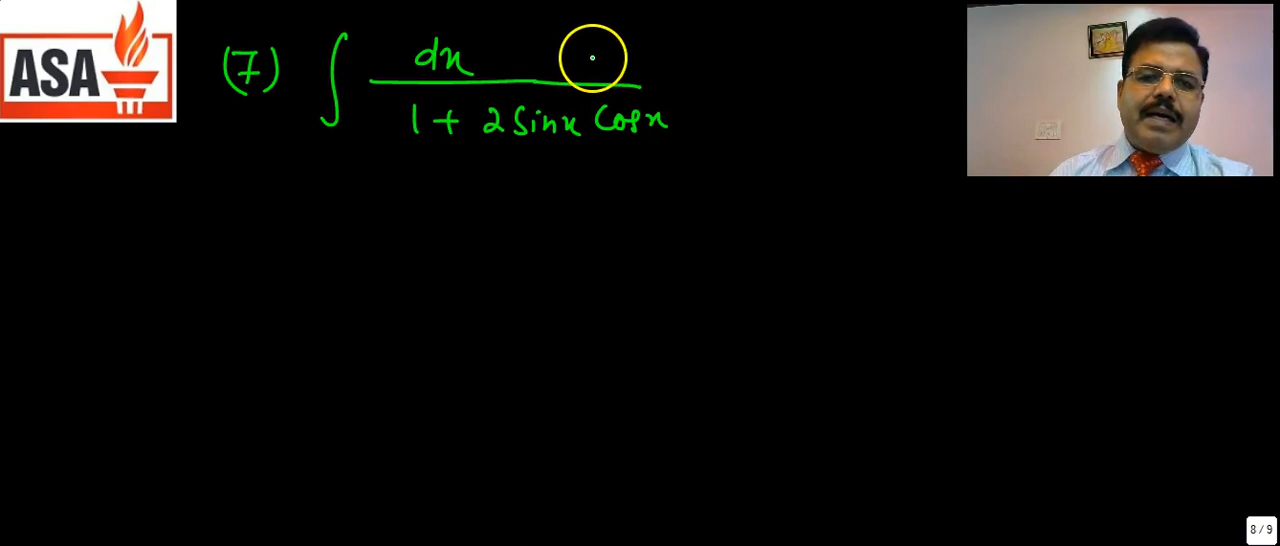 ASA
(7) ∫ dx / (1 + 2 Sinx Cosx)
8 / 9